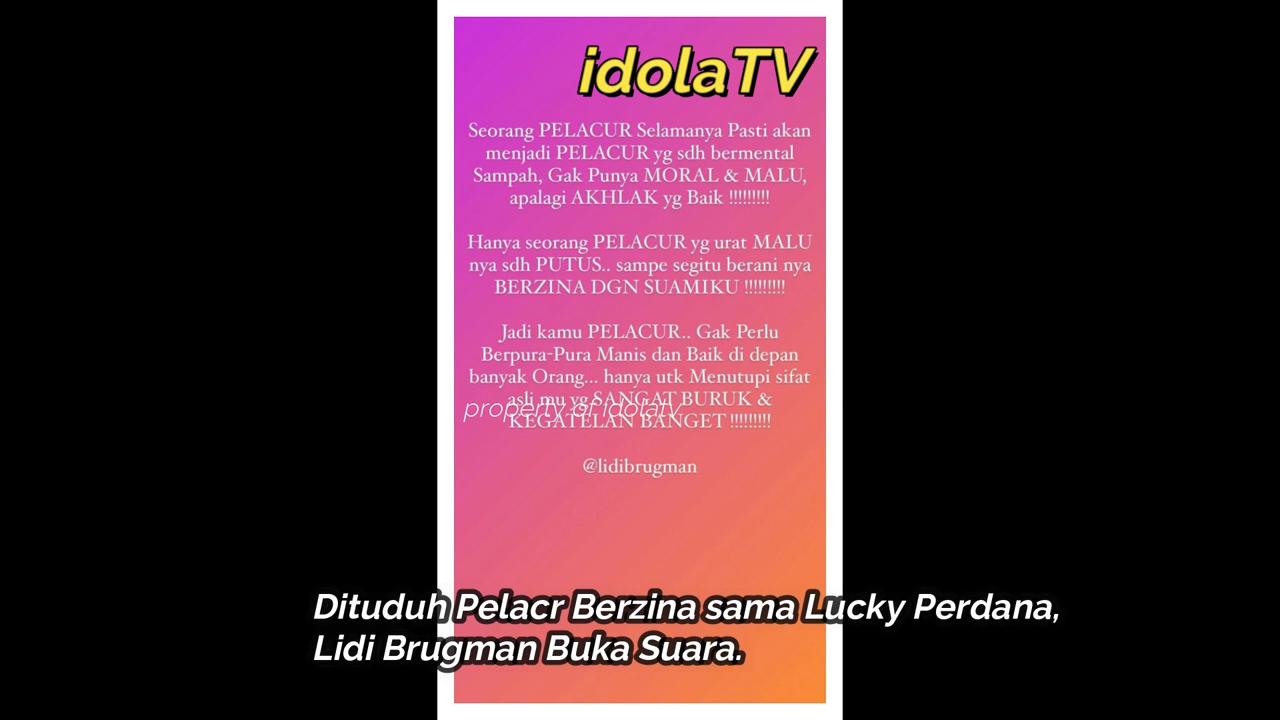 idolaTV
Seorang PELACUR Selamanya Pasti akan
menjadi PELACUR yg sdh bermental
Sampah, Gak Punya MORAL & MALU,
apalagi AKHLAK yg Baik !!!!!!!!!
Hanya seorang PELACUR yg urat MALU
nya sdh PUTUS.. sampe segitu berani nya
BERZINA DGN SUAMIKU !!!!!!!!!
Jadi kamu PELACUR.. Gak Perlu
Berpura-Pura Manis dan Baik di depan
banyak Orang... hanya utk Menutupi sifat
asli mu yg SANGAT BURUK &
property of idolatv
KEGATELAN BANGET !!!!!!!!!
@lidibrugman
Dituduh Pelacr Berzina sama Lucky Perdana,
Lidi Brugman Buka Suara.